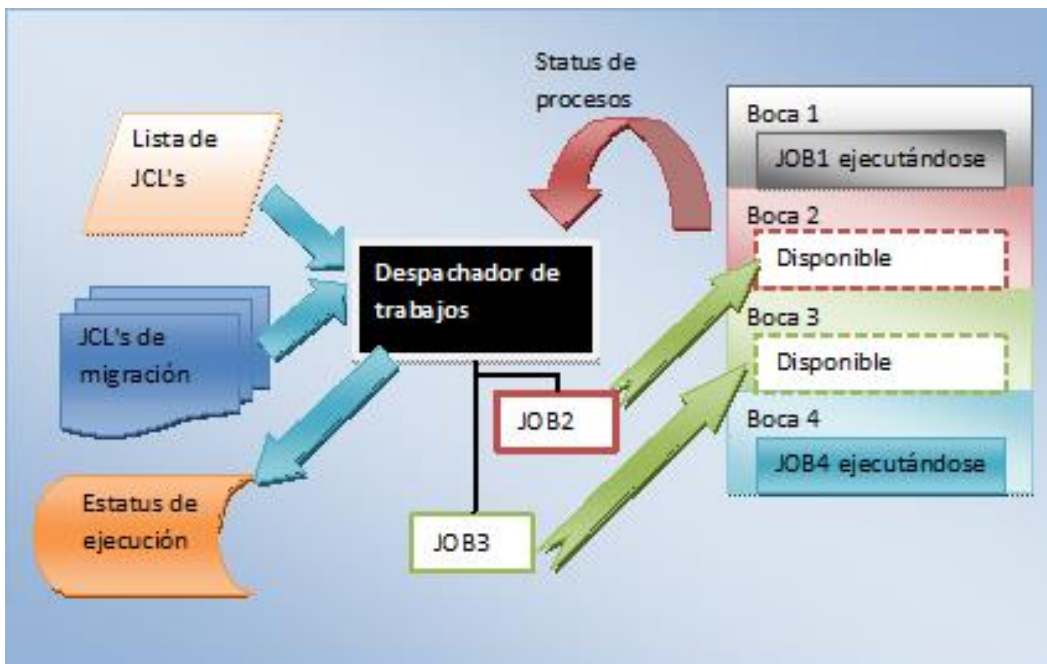 Status de
procesos
Lista de
JCL's
JCL's de
migración
Estatus de
ejecución
Despachador de
trabajos
JOB2
JOB3
Boca 1
JOB1 ejecutándose
Boca 2
Disponible
Boca 3
Disponible
Boca 4
JOB4 ejecutándose